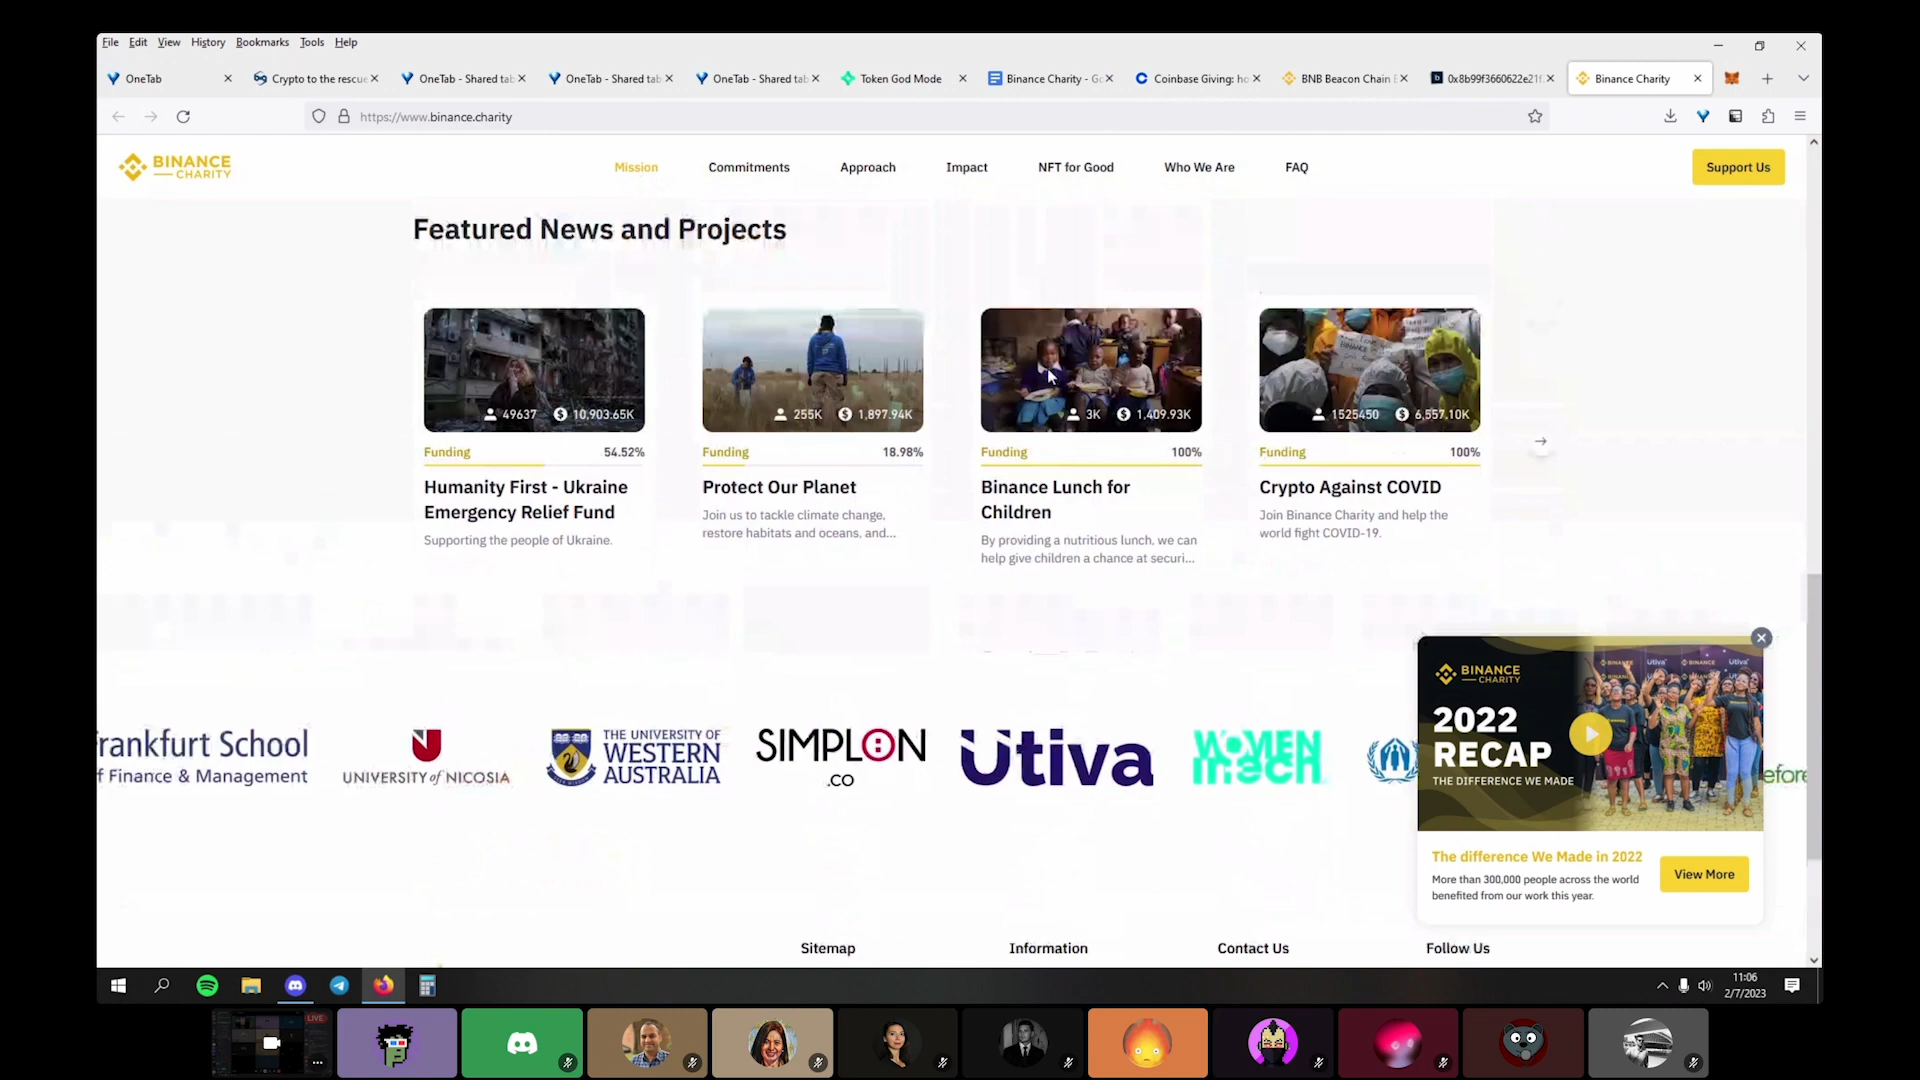 File Edit View History Bookmarks Tools Help
OneTab
Crypto to the rescue
OneTab - Shared tab
OneTab - Shared tab
OneTab - Shared tab
Token God Mode
Binance Charity - Go
Coinbase Giving: ho
BNB Beacon Chain E
0x8b99f3660622e21f
Binance Charity
https://www.binance.charity
BINANCE
CHARITY
Mission
Commitments
Approach
Impact
NFT for Good
Who We Are
FAQ
Support Us
Featured News and Projects
49637 10,903.65K
Funding 54.52%
Humanity First - Ukraine
Emergency Relief Fund
Supporting the people of Ukraine.
255K 1,897.94K
Funding 18.98%
Protect Our Planet
Join us to tackle climate change,
restore habitats and oceans, and...
3K 1,409.93K
Funding 100%
Binance Lunch for
Children
By providing a nutritious lunch, we can
help give children a chance at securi...
1525450 6,557.10K
Funding 100%
Crypto Against COVID
Join Binance Charity and help the
world fight COVID-19.
rankfurt School
f Finance & Management
UNIVERSITY of NICOSIA
THE UNIVERSITY OF
WESTERN
AUSTRALIA
SIMPLON
.CO
Utiva
WOMEN
efore
BINANCE
CHARITY
2022
RECAP
THE DIFFERENCE WE MADE
The difference We Made in 2022
More than 300,000 people across the world
benefited from our work this year.
View More
Sitemap
Information
Contact Us
Follow Us
11:06
2/7/2023
LIVE